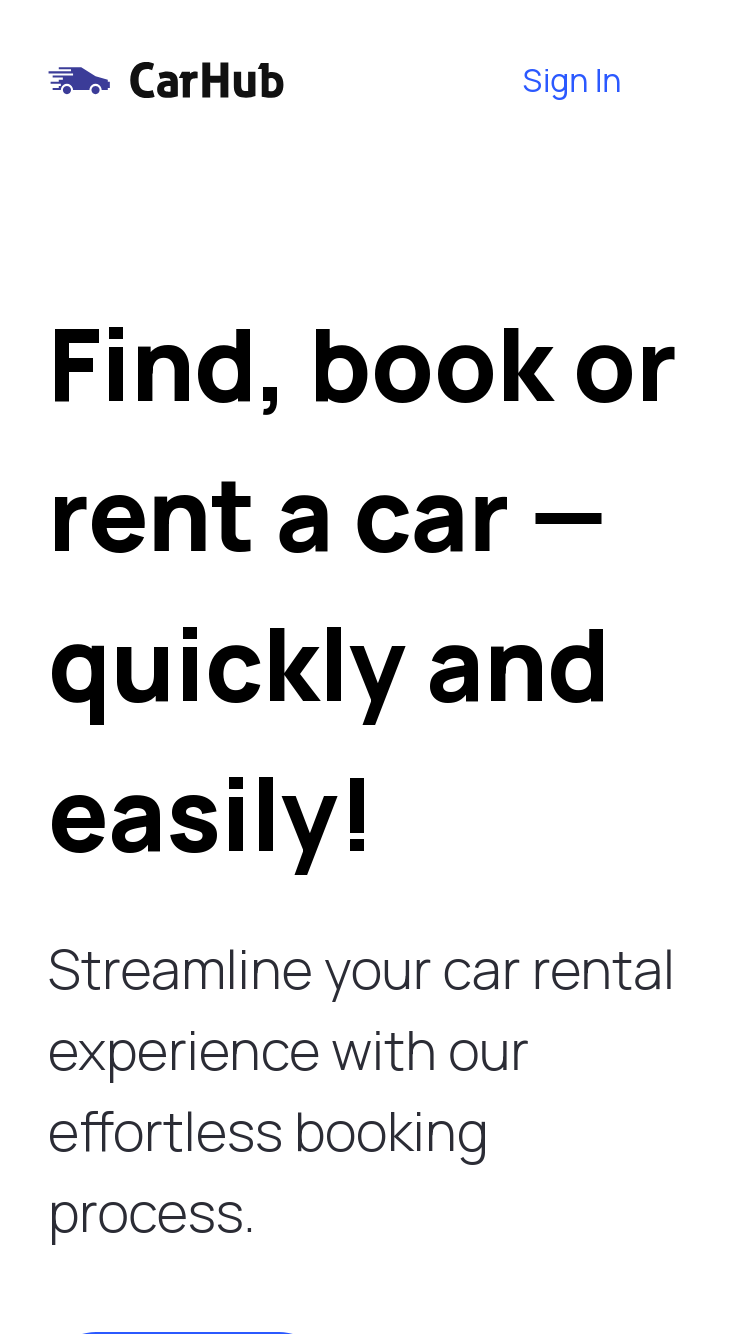 CarHub
Sign In
Find, book or
rent a car —
quickly and
easily!
Streamline your car rental
experience with our
effortless booking
process.